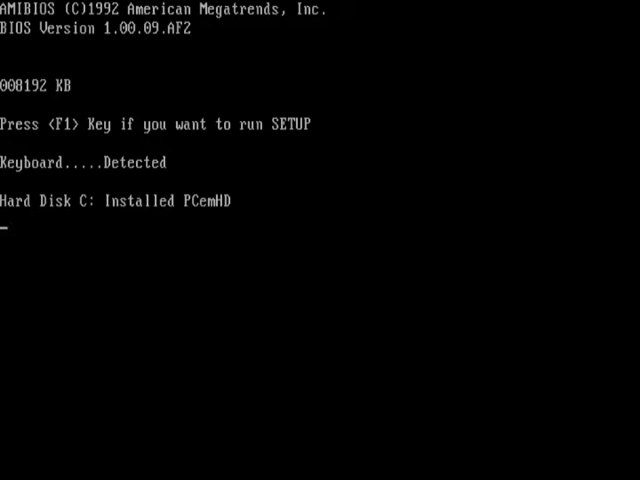 AMIBIOS (C)1992 American Megatrends, Inc.
BIOS Version 1.00.09.AF2
008192 KB
Press <F1> Key if you want to run SETUP
Keyboard.....Detected
Hard Disk C: Installed PCemHD